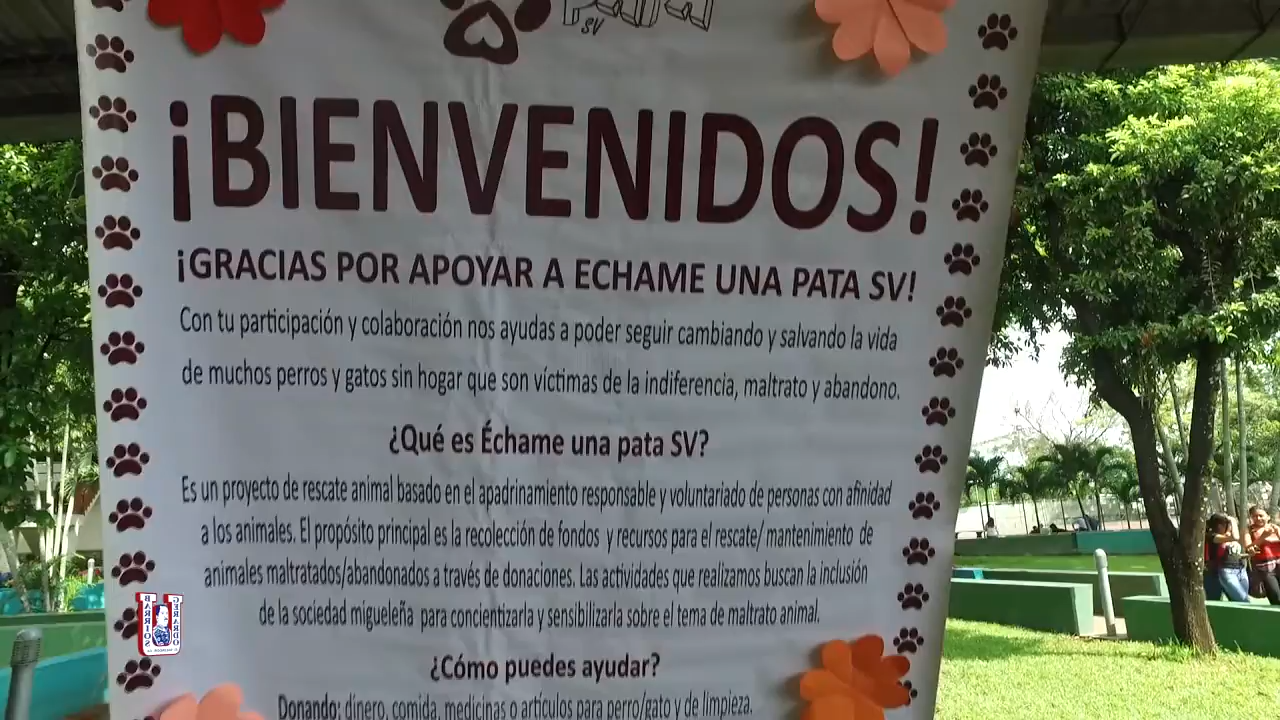 pata
SV
¡BIENVENIDOS!
¡GRACIAS POR APOYAR A ECHAME UNA PATA SV!
Con tu participación y colaboración nos ayudas a poder seguir cambiando y salvando la vida
de muchos perros y gatos sin hogar que son víctimas de la indiferencia, maltrato y abandono.
¿Qué es Échame una pata SV?
Es un proyecto de rescate animal basado en el apadrinamiento responsable y voluntariado de personas con afinidad
a los animales. El propósito principal es la recolección de fondos y recursos para el rescate/ mantenimiento de
animales maltratados/abandonados a través de donaciones. Las actividades que realizamos buscan la inclusión
de la sociedad migueleña para concientizarla y sensibilizarla sobre el tema de maltrato animal.
¿Cómo puedes ayudar?
Donando: dinero, comida, medicinas o artículos para perro/gato y de limpieza.
GERARDO
BARRIOS